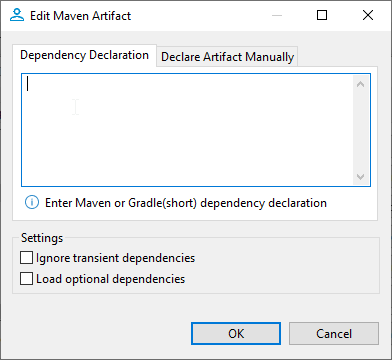 Edit Maven Artifact
Dependency Declaration
Declare Artifact Manually
Enter Maven or Gradle(short) dependency declaration
Settings
Ignore transient dependencies
Load optional dependencies
OK
Cancel